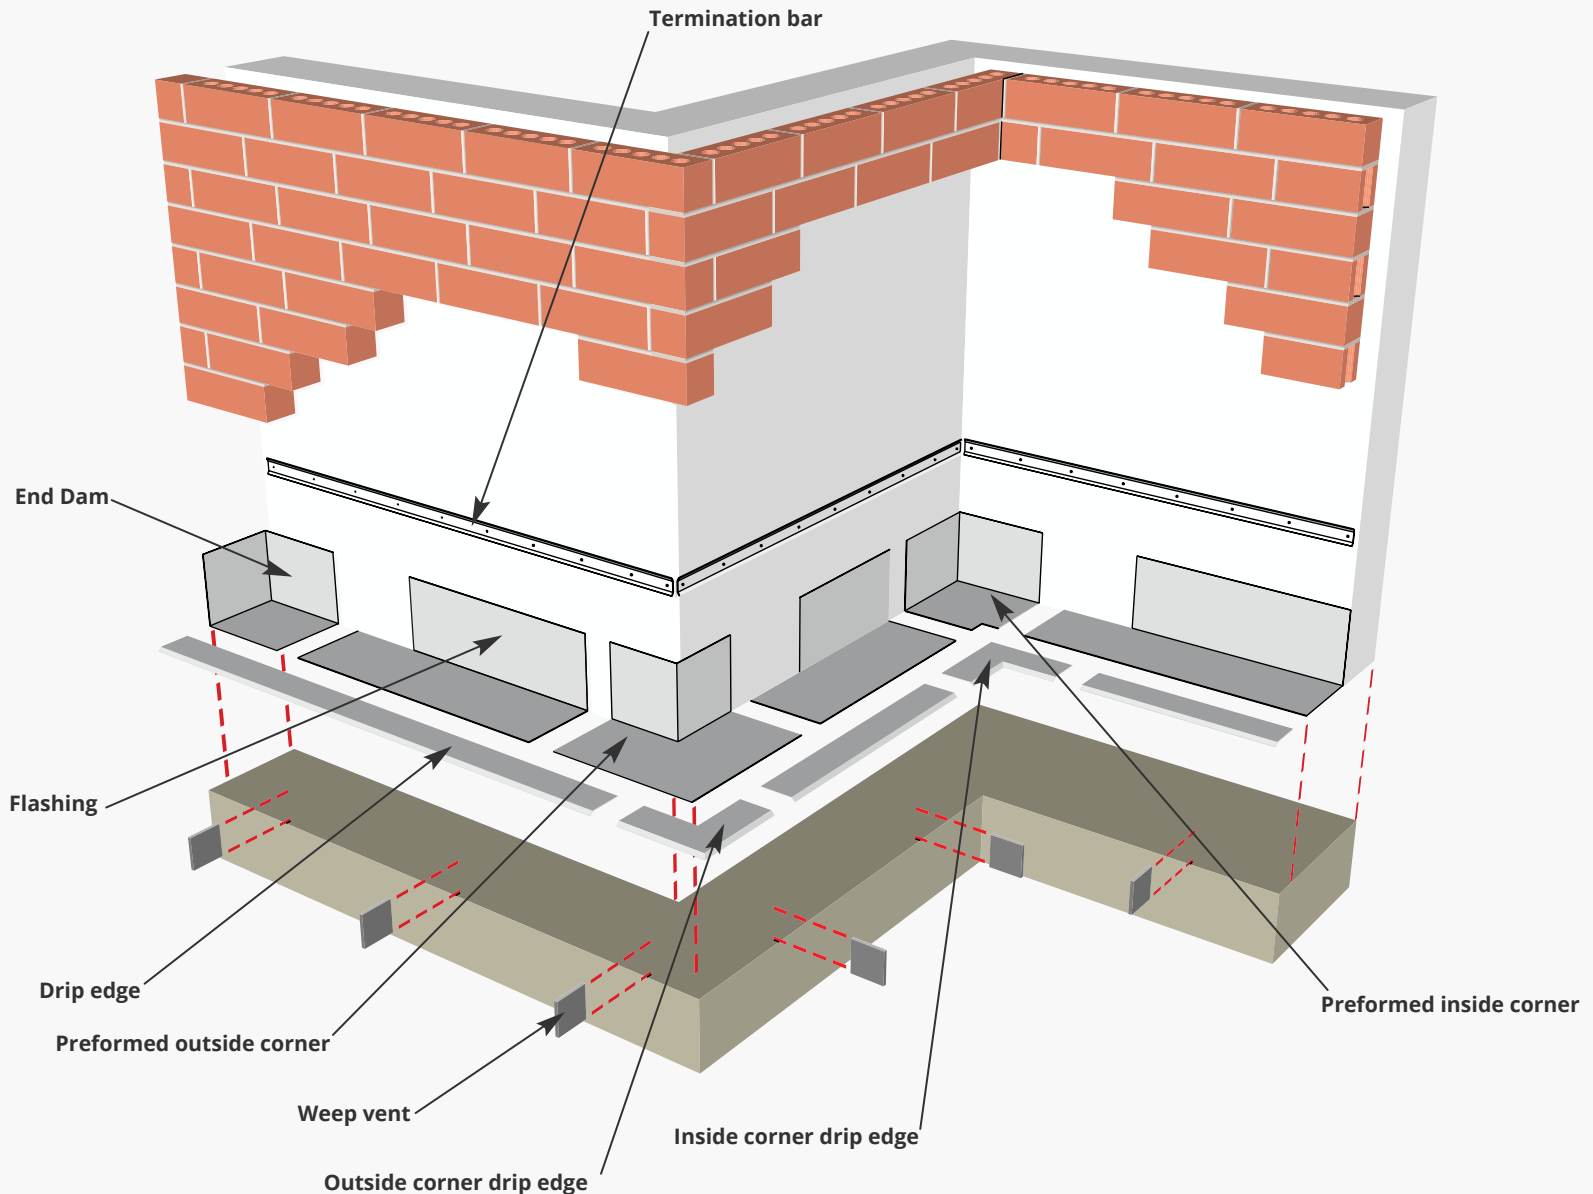 Termination bar
End Dam
Flashing
Drip edge
Preformed inside corner
Preformed outside corner
Weep vent
Inside corner drip edge
Outside corner drip edge